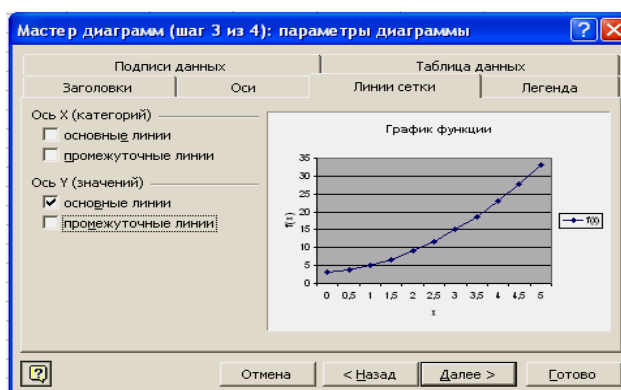 Мастер диаграмм (шаг 3 из 4): параметры диаграммы
Подписи данных
Таблица данных
Заголовки
Оси
Линии сетки
Легенда
Ось X (категорий)
основные линии
промежуточные линии
Ось Y (значений)
основные линии
промежуточные линии
График функции
35
30
25
20
15
10
5
0
f(x)
0 0,5 1 1,5 2 2,5 3 3,5 4 4,5 5
x
f(x)
Отмена
< Назад
Далее >
Готово